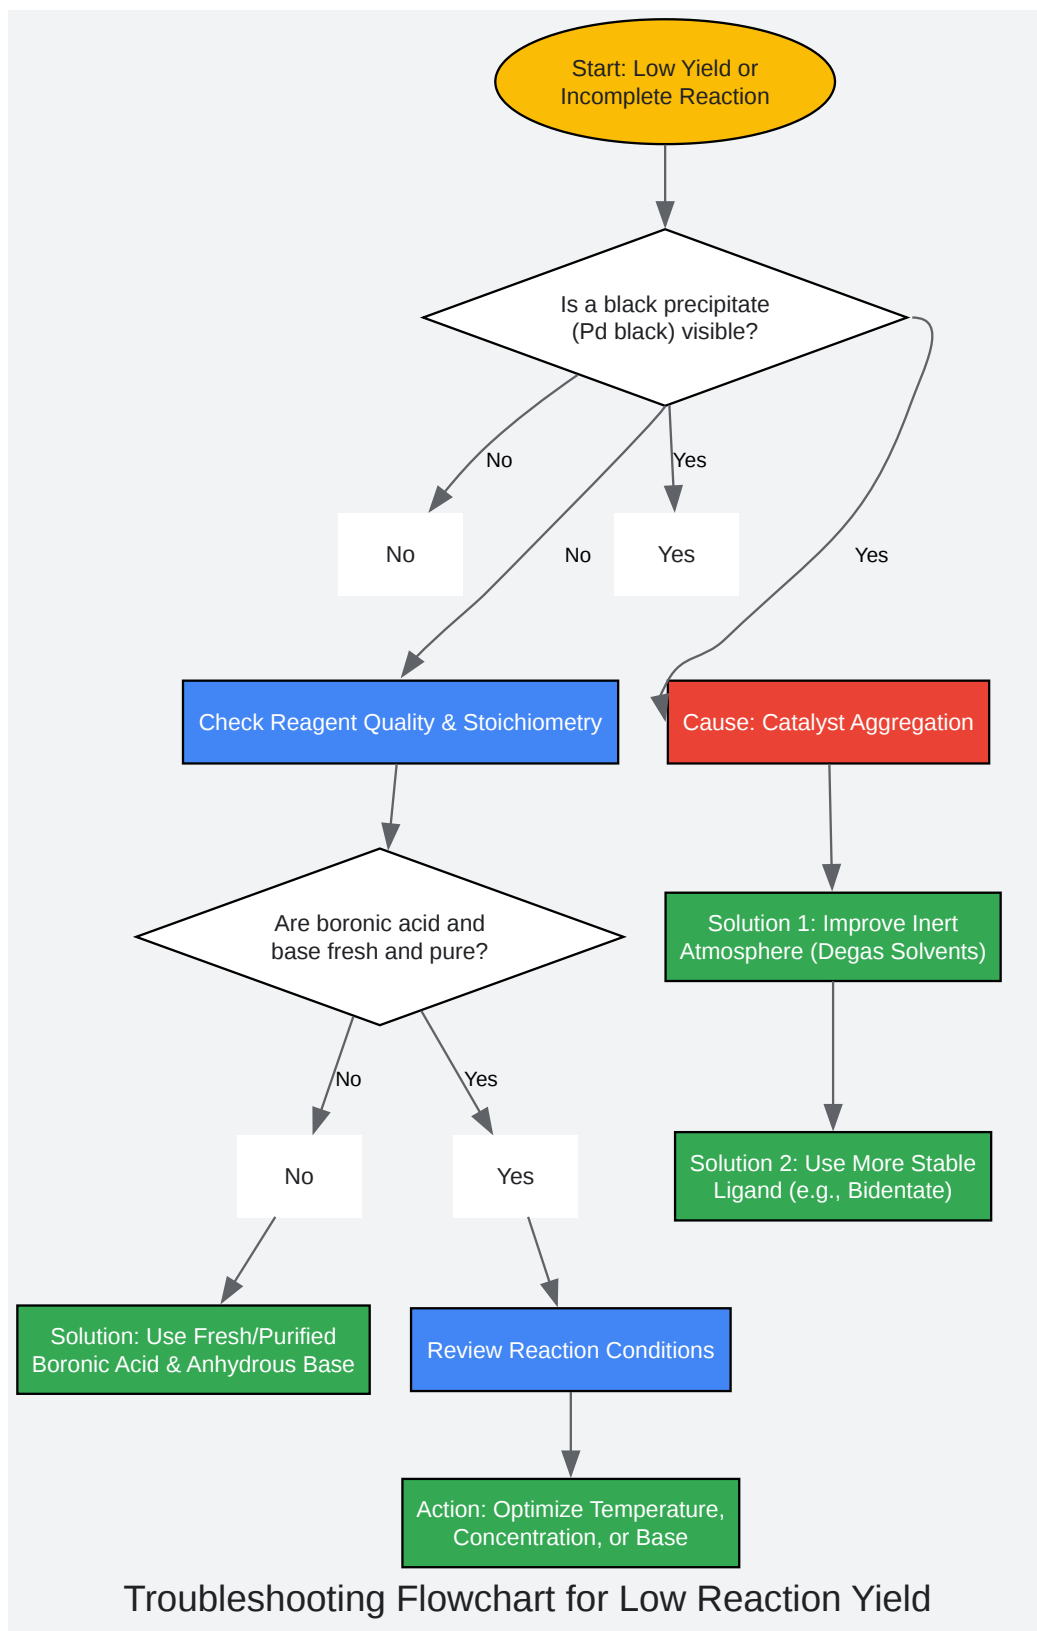 Start: Low Yield or
Incomplete Reaction
Is a black precipitate
(Pd black) visible?
No
Yes
No
Yes
No
Yes
Check Reagent Quality & Stoichiometry
Cause: Catalyst Aggregation
Are boronic acid and
base fresh and pure?
Solution 1: Improve Inert
Atmosphere (Degas Solvents)
No
Yes
No
Yes
Solution 2: Use More Stable
Ligand (e.g., Bidentate)
Solution: Use Fresh/Purified
Boronic Acid & Anhydrous Base
Review Reaction Conditions
Action: Optimize Temperature,
Concentration, or Base
Troubleshooting Flowchart for Low Reaction Yield